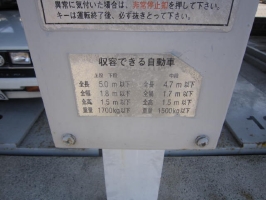 異常に気付いた場合は、非常停止釦を押して下さい。
キーは運転終了後、必ず抜きとって下さい。
収容できる自動車
全長 5.0 m以下 全長 4.7 m以下
全幅 1.8 m以下 全幅 1.7 m以下
全高 1.5 m以下 全高 1.5 m以下
重量 1700kg以下 重量 1500kg以下